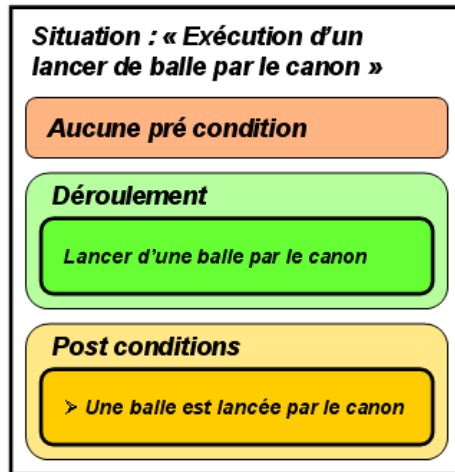 Situation : « Exécution d’un
lancer de balle par le canon »
Aucune pré condition
Déroulement
Lancer d’une balle par le canon
Post conditions
➢ Une balle est lancée par le canon